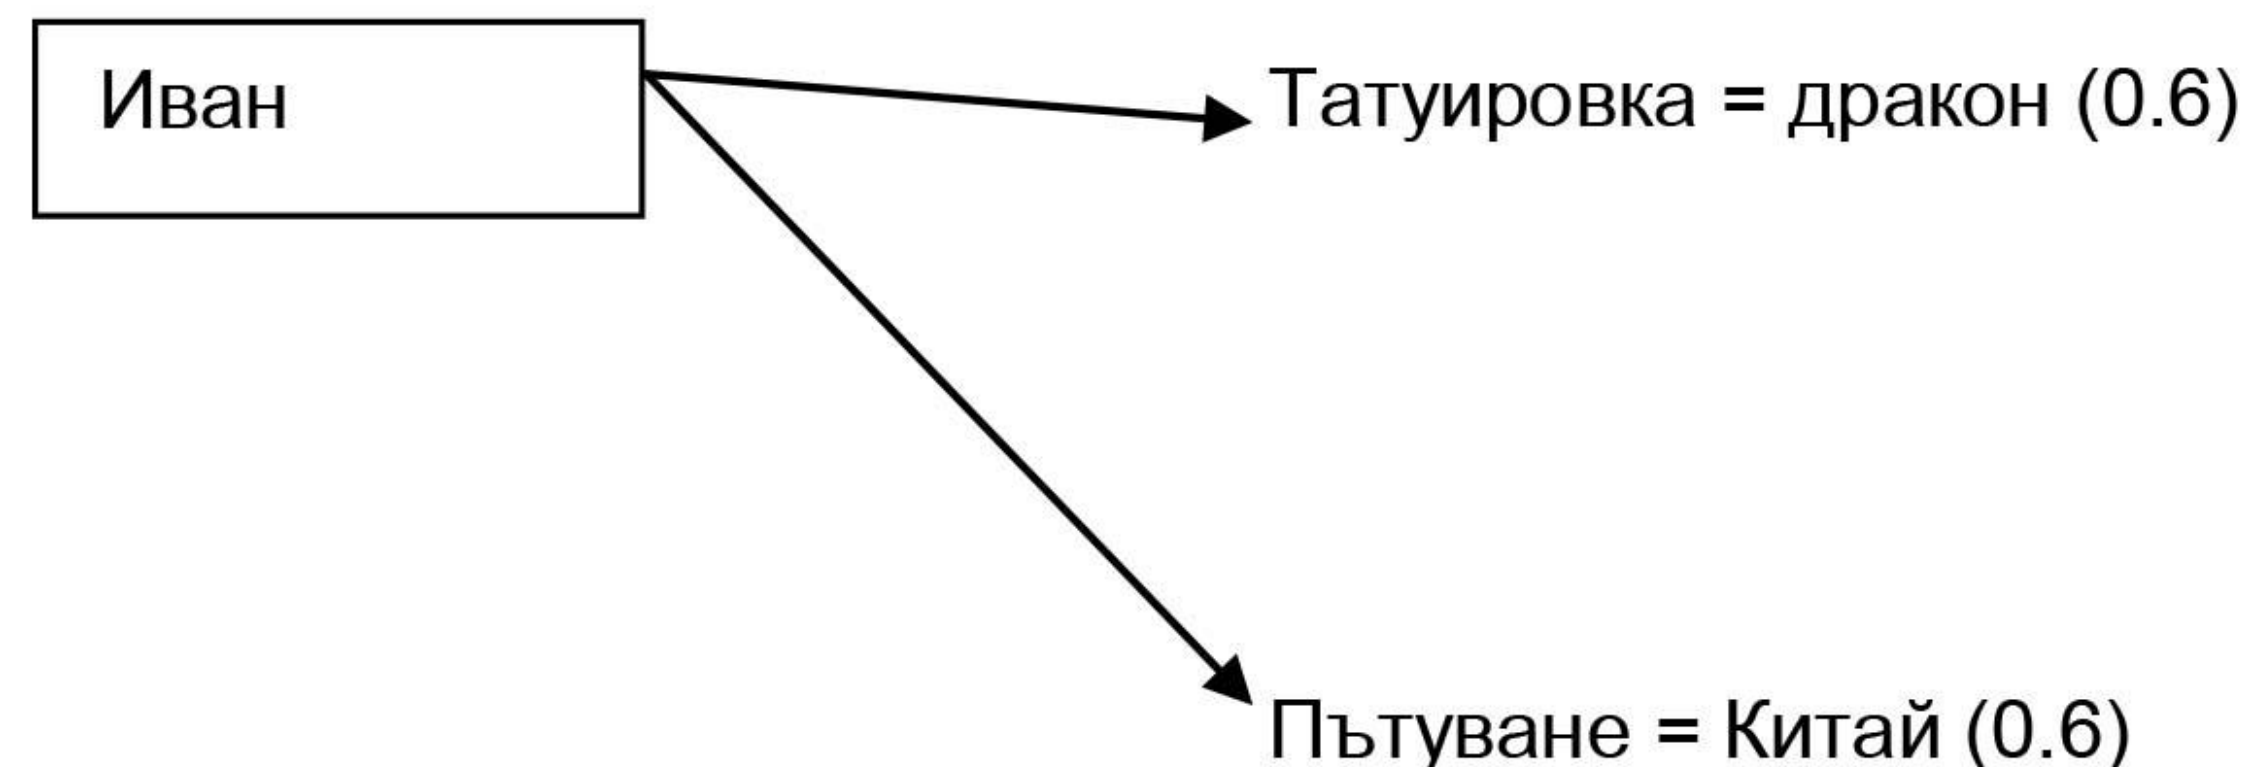 Иван
Татуировка = дракон (0.6)
Пътуване = Китай (0.6)